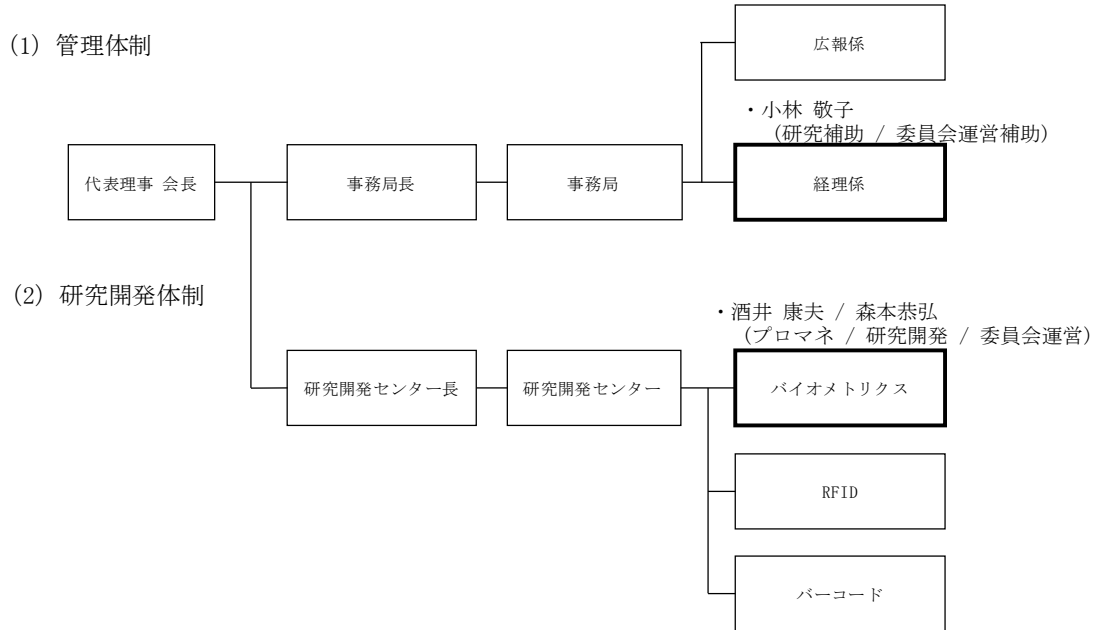 (1) 管理体制
広報係
・小林 敬子
(研究補助 / 委員会運営補助)
代表理事 会長
事務局長
事務局
経理係
(2) 研究開発体制
・酒井 康夫 / 森本恭弘
(プロマネ / 研究開発 / 委員会運営)
研究開発センター長
研究開発センター
バイオメトリクス
RFID
バーコード